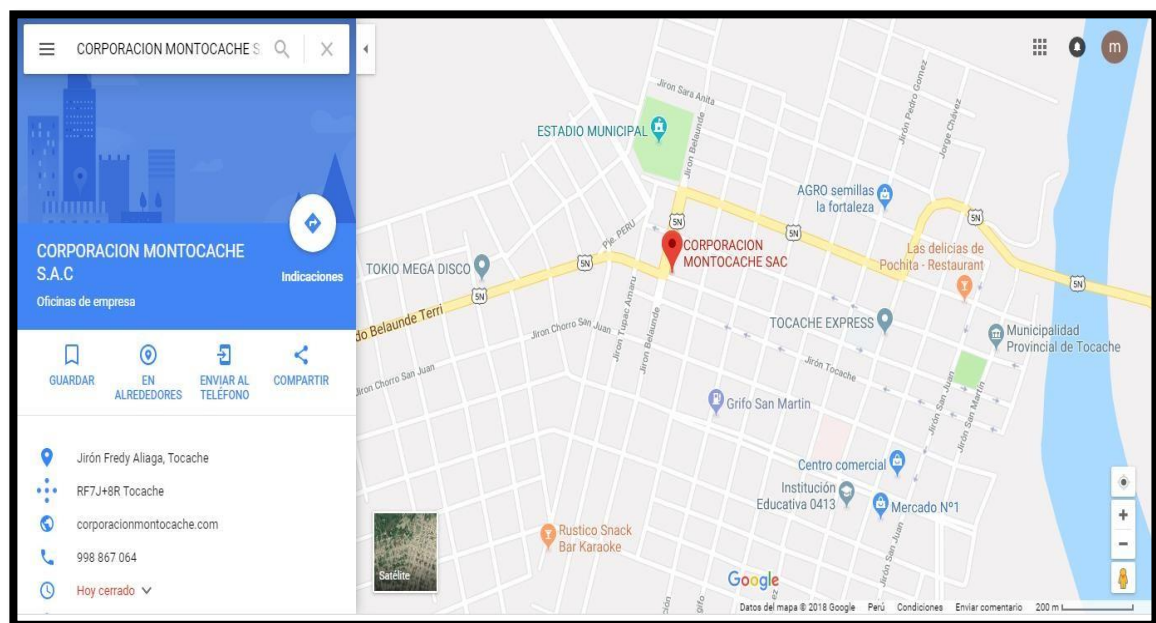 CORPORACION MONTOCACHE S
CORPORACION MONTOCACHE
S.A.C
Oficinas de empresa
Indicaciones
GUARDAR
EN
ALREDEDORES
ENVIAR AL
TELÉFONO
COMPARTIR
Jirón Fredy Aliaga, Tocache
RF7J+8R Tocache
corporacionmontocache.com
998 867 064
Hoy cerrado
Satélite
m
Jiron Sara Anita
Jirón Pedro Gomez
Jorge Chávez
ESTADIO MUNICIPAL
Jiron Belaunde
AGRO semillas
la fortaleza
5N
5N
5N
Pje. PERU
CORPORACION
MONTOCACHE SAC
Las delicias de
Pochita - Restaurant
TOKIO MEGA DISCO
5N
5N
5N
do Belaunde Terri
Jiron Chorro San Juan
Jiron Tupac Amaru
Jiron Belaunde
TOCACHE EXPRESS
Municipalidad
Provincial de Tocache
Jirón Tocache
Jiron Chorro San Juan
Jiron Chorro San Juan
Jirón San Juan
Jirón San Martin
Grifo San Martin
Centro comercial
Institución
Educativa 0413
Mercado Nº1
Rustico Snack
Bar Karaoke
Jirón San Juan
Google
Datos del mapa © 2018 Google Perú Condiciones Enviar comentario 200 m